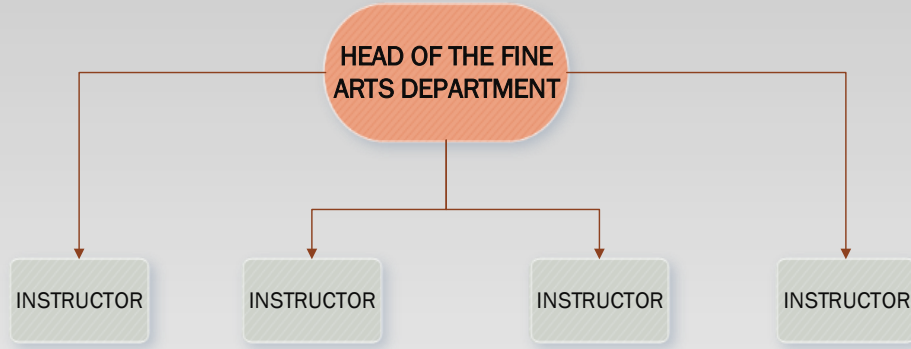 HEAD OF THE FINE
ARTS DEPARTMENT
INSTRUCTOR
INSTRUCTOR
INSTRUCTOR
INSTRUCTOR